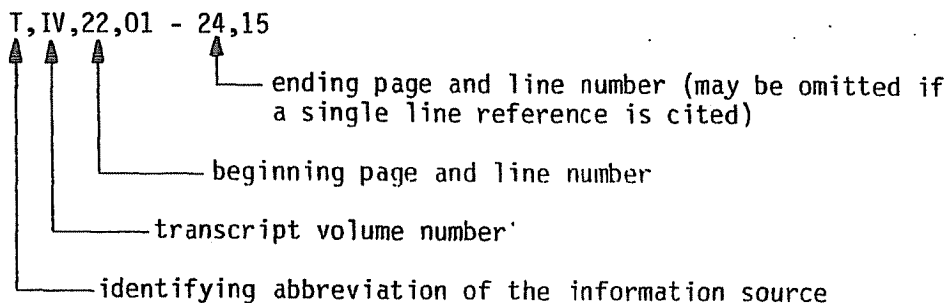 T,IV,22,01 - 24,15
ending page and line number (may be omitted if
a single line reference is cited)
beginning page and line number
transcript volume number
identifying abbreviation of the information source